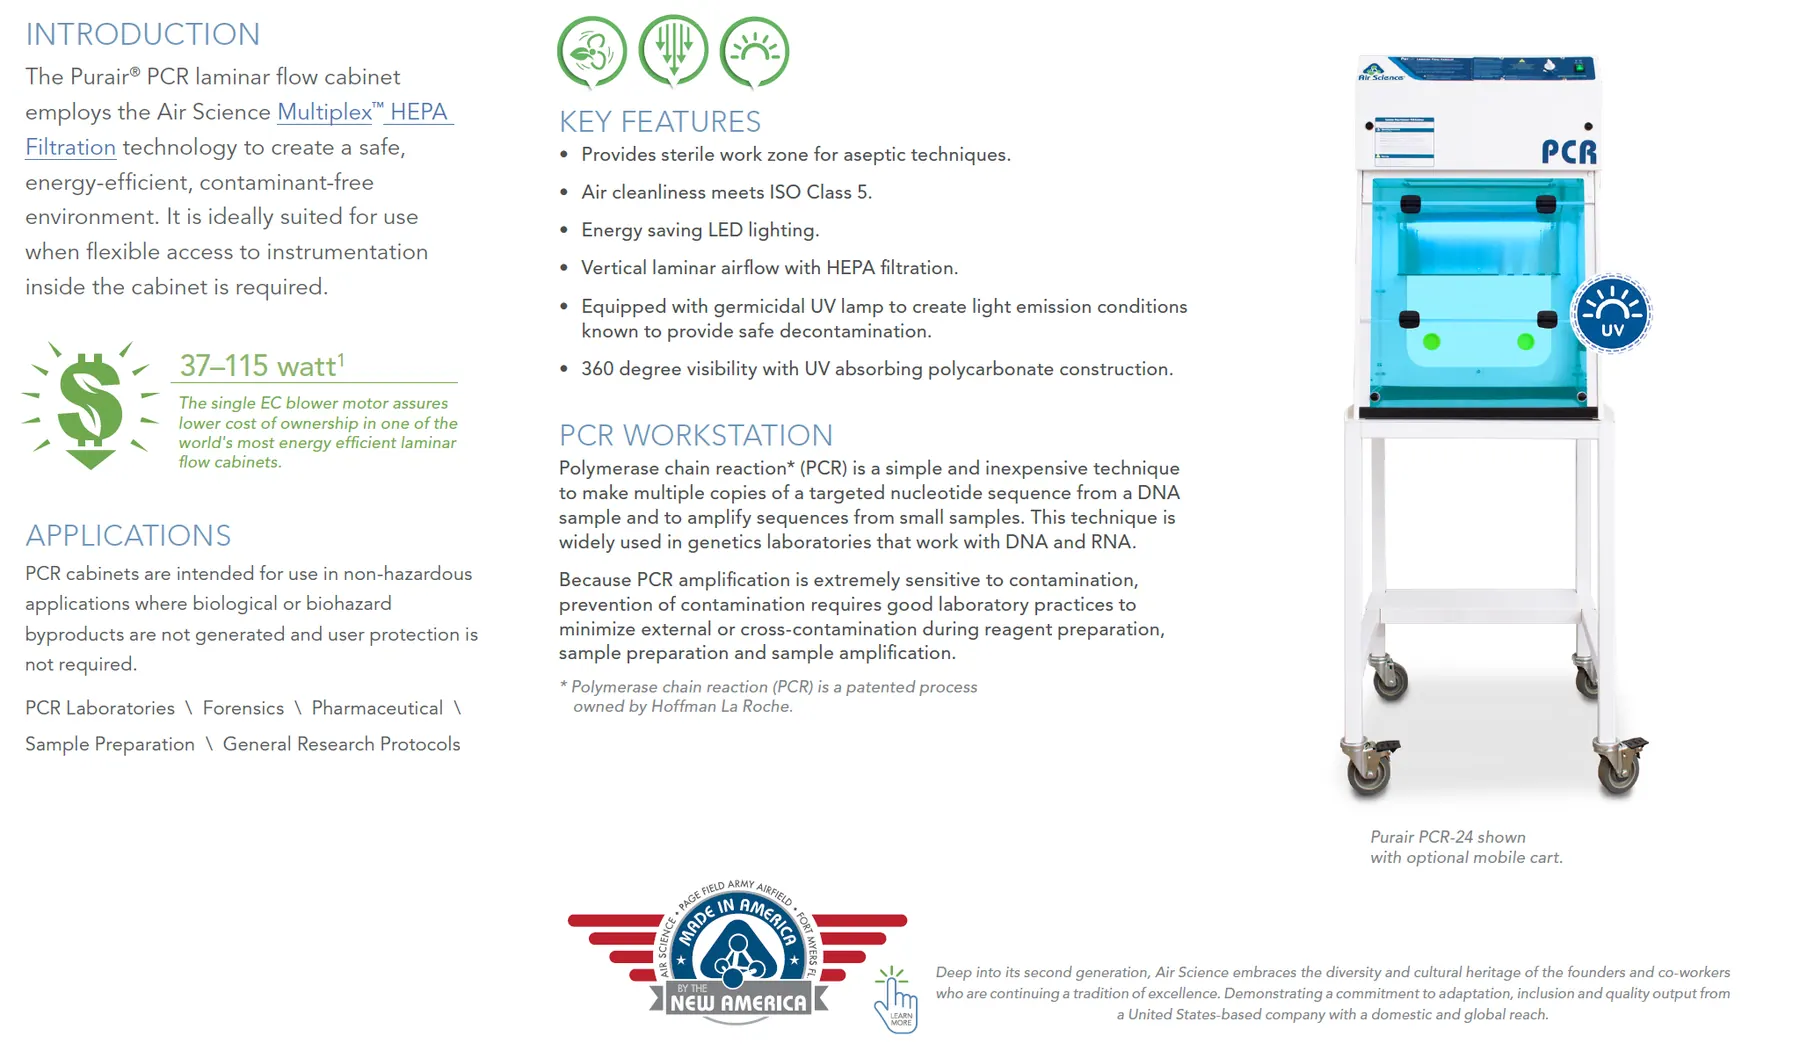 INTRODUCTION
The Purair® PCR laminar flow cabinet
employs the Air Science Multiplex™ HEPA
Filtration technology to create a safe,
energy-efficient, contaminant-free
environment. It is ideally suited for use
when flexible access to instrumentation
inside the cabinet is required.
37–115 watt¹
The single EC blower motor assures
lower cost of ownership in one of the
world's most energy efficient laminar
flow cabinets.
APPLICATIONS
PCR cabinets are intended for use in non-hazardous
applications where biological or biohazard
byproducts are not generated and user protection is
not required.
PCR Laboratories \ Forensics \ Pharmaceutical \
Sample Preparation \ General Research Protocols
KEY FEATURES
• Provides sterile work zone for aseptic techniques.
• Air cleanliness meets ISO Class 5.
• Energy saving LED lighting.
• Vertical laminar airflow with HEPA filtration.
• Equipped with germicidal UV lamp to create light emission conditions
known to provide safe decontamination.
• 360 degree visibility with UV absorbing polycarbonate construction.
PCR WORKSTATION
Polymerase chain reaction* (PCR) is a simple and inexpensive technique
to make multiple copies of a targeted nucleotide sequence from a DNA
sample and to amplify sequences from small samples. This technique is
widely used in genetics laboratories that work with DNA and RNA.
Because PCR amplification is extremely sensitive to contamination,
prevention of contamination requires good laboratory practices to
minimize external or cross-contamination during reagent preparation,
sample preparation and sample amplification.
* Polymerase chain reaction (PCR) is a patented process
owned by Hoffman La Roche.
Air Science
PCR
UV
Purair PCR-24 shown
with optional mobile cart.
AIR SCIENCE • PAGE FIELD ARMY AIRFIELD • FORT MYERS FL
MADE IN AMERICA
BY THE
NEW AMERICA
LEARN
MORE
Deep into its second generation, Air Science embraces the diversity and cultural heritage of the founders and co-workers
who are continuing a tradition of excellence. Demonstrating a commitment to adaptation, inclusion and quality output from
a United States-based company with a domestic and global reach.